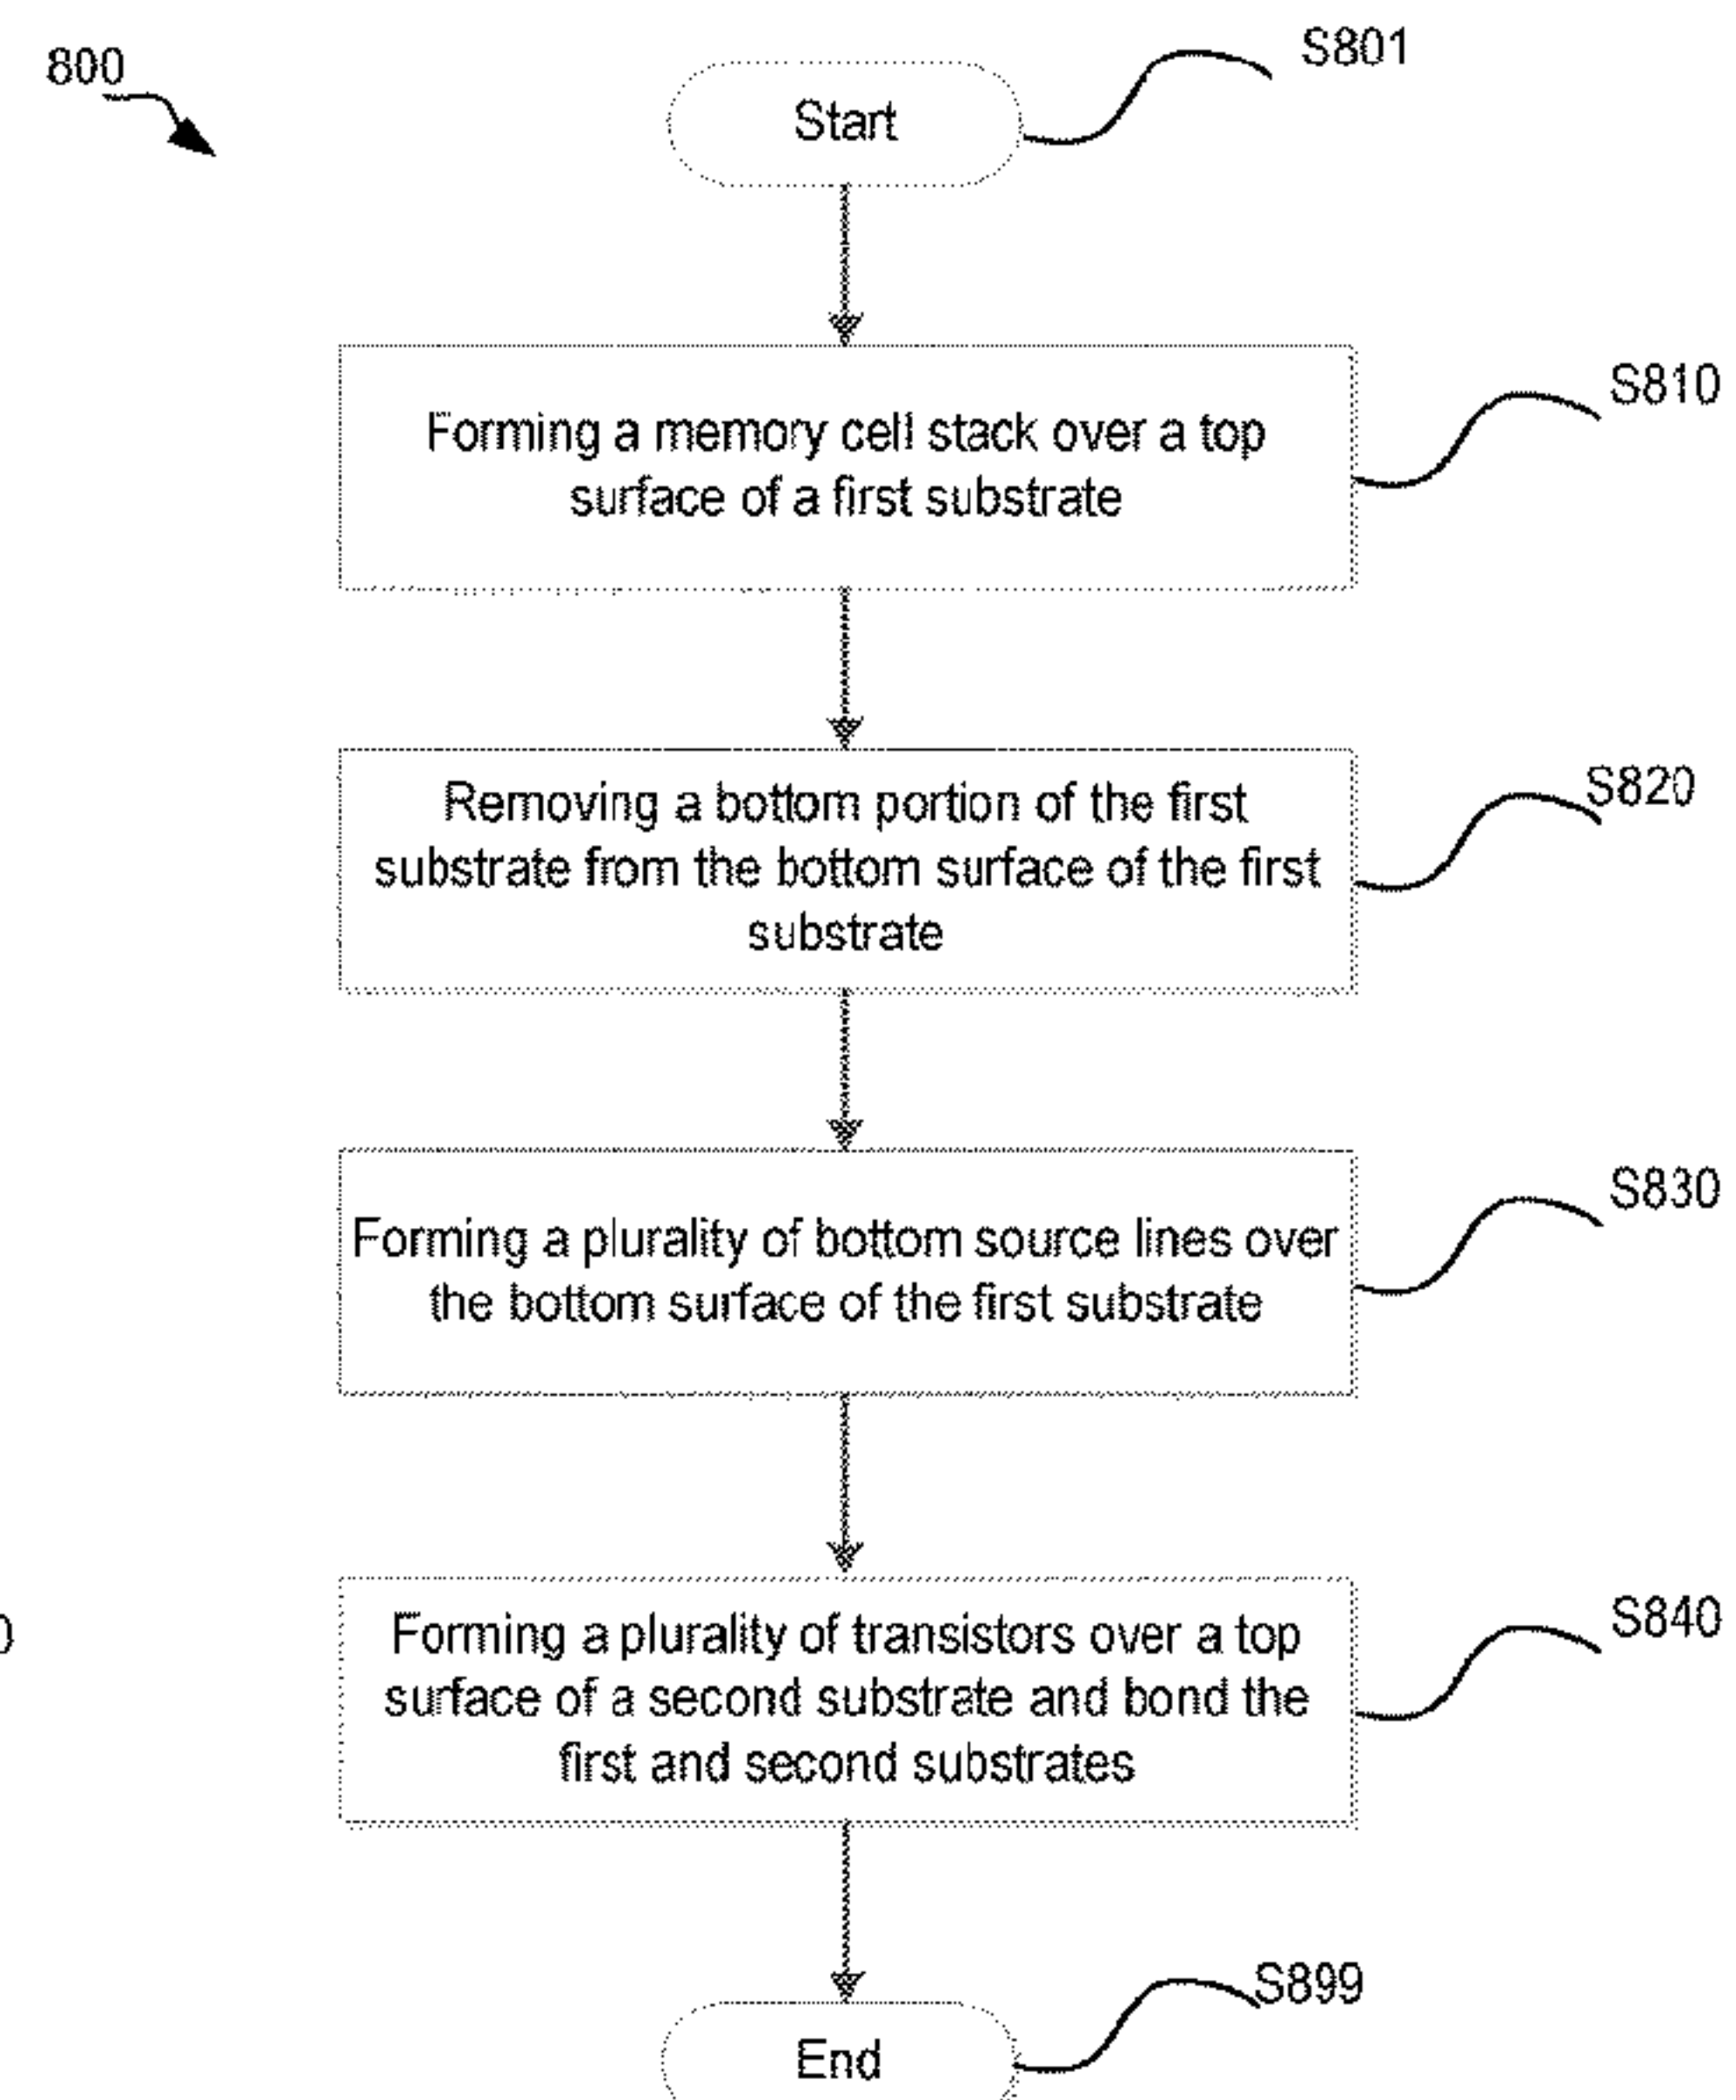 800
S801
Start
S810
Forming a memory cell stack over a top
surface of a first substrate
S820
Removing a bottom portion of the first
substrate from the bottom surface of the first
substrate
S830
Forming a plurality of bottom source lines over
the bottom surface of the first substrate
S840
Forming a plurality of transistors over a top
surface of a second substrate and bond the
first and second substrates
S899
End